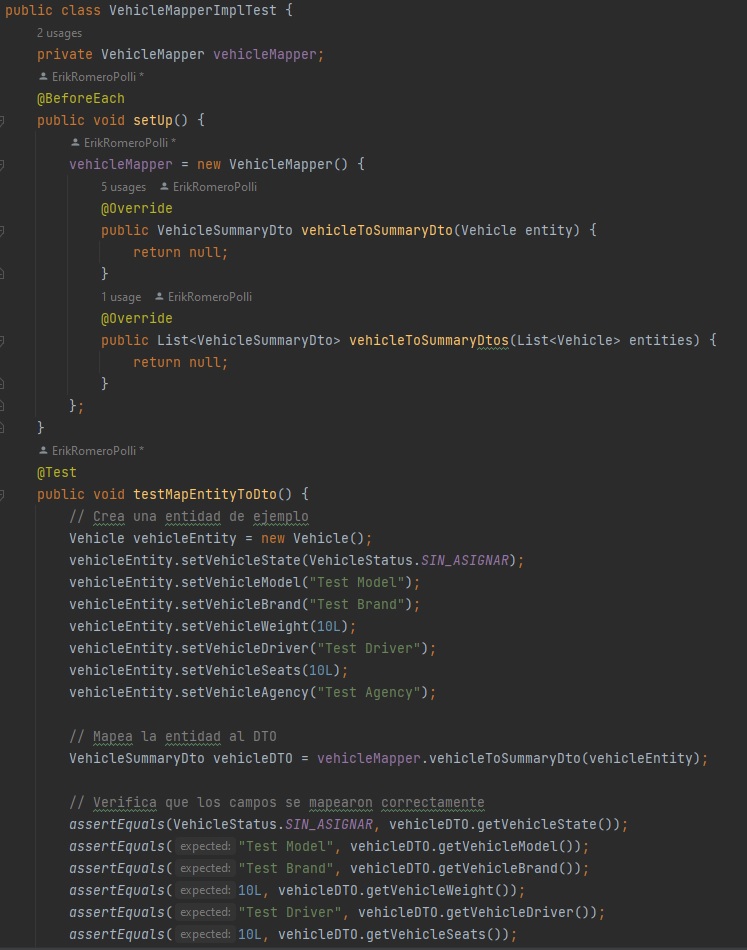 public class VehicleMapperImplTest {
2 usages
private VehicleMapper vehicleMapper;
ErikRomeroPolli *
@BeforeEach
public void setUp() {
ErikRomeroPolli *
vehicleMapper = new VehicleMapper() {
5 usages ErikRomeroPolli
@Override
public VehicleSummaryDto vehicleToSummaryDto(Vehicle entity) {
return null;
}
1 usage ErikRomeroPolli
@Override
public List<VehicleSummaryDto> vehicleToSummaryDtos(List<Vehicle> entities) {
return null;
}
};
}
ErikRomeroPolli *
@Test
public void testMapEntityToDto() {
// Crea una entidad de ejemplo
Vehicle vehicleEntity = new Vehicle();
vehicleEntity.setVehicleState(VehicleStatus.SIN_ASIGNAR);
vehicleEntity.setVehicleModel("Test Model");
vehicleEntity.setVehicleBrand("Test Brand");
vehicleEntity.setVehicleWeight(10L);
vehicleEntity.setVehicleDriver("Test Driver");
vehicleEntity.setVehicleSeats(10L);
vehicleEntity.setVehicleAgency("Test Agency");
// Mapea la entidad al DTO
VehicleSummaryDto vehicleDTO = vehicleMapper.vehicleToSummaryDto(vehicleEntity);
// Verifica que los campos se mapearon correctamente
assertEquals(VehicleStatus.SIN_ASIGNAR, vehicleDTO.getVehicleState());
assertEquals( expected: "Test Model", vehicleDTO.getVehicleModel());
assertEquals( expected: "Test Brand", vehicleDTO.getVehicleBrand());
assertEquals( expected: 10L, vehicleDTO.getVehicleWeight());
assertEquals( expected: "Test Driver", vehicleDTO.getVehicleDriver());
assertEquals( expected: 10L, vehicleDTO.getVehicleSeats());